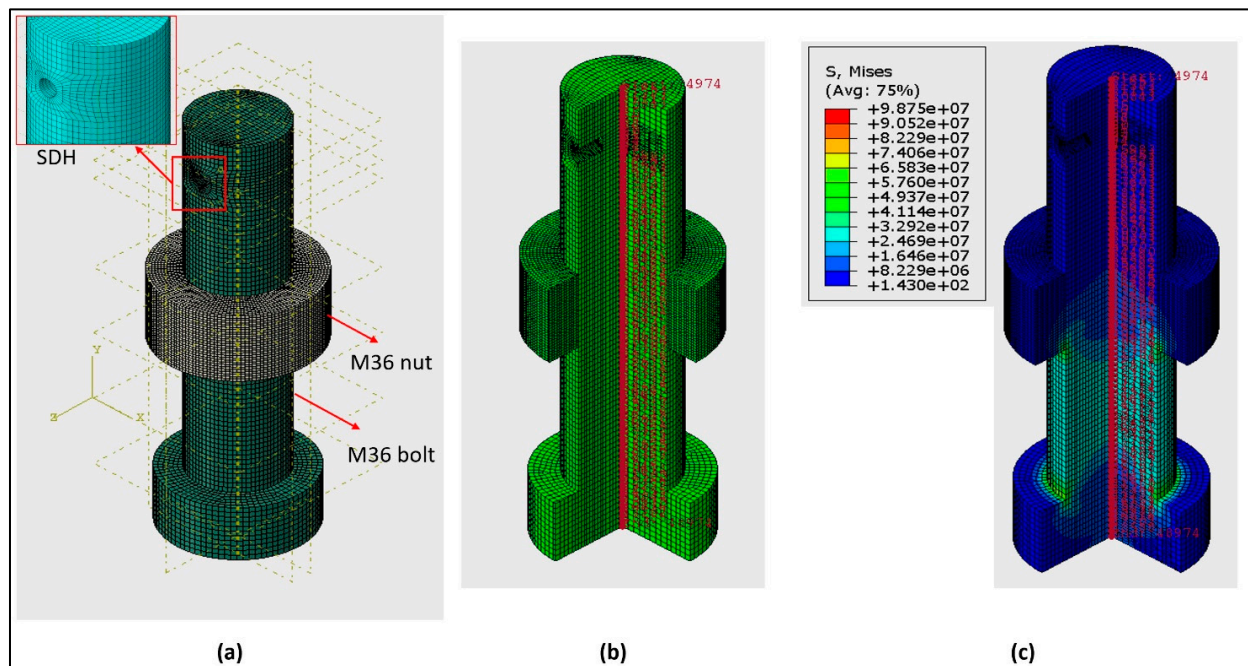 SDH
M36 nut
M36 bolt
Y
Z
X
4974
S, Mises
(Avg: 75%)
+9.875e+07
+9.052e+07
+8.229e+07
+7.406e+07
+6.583e+07
+5.760e+07
+4.937e+07
+4.114e+07
+3.292e+07
+2.469e+07
+1.646e+07
+8.229e+06
+1.430e+02
4974
(a)
(b)
(c)